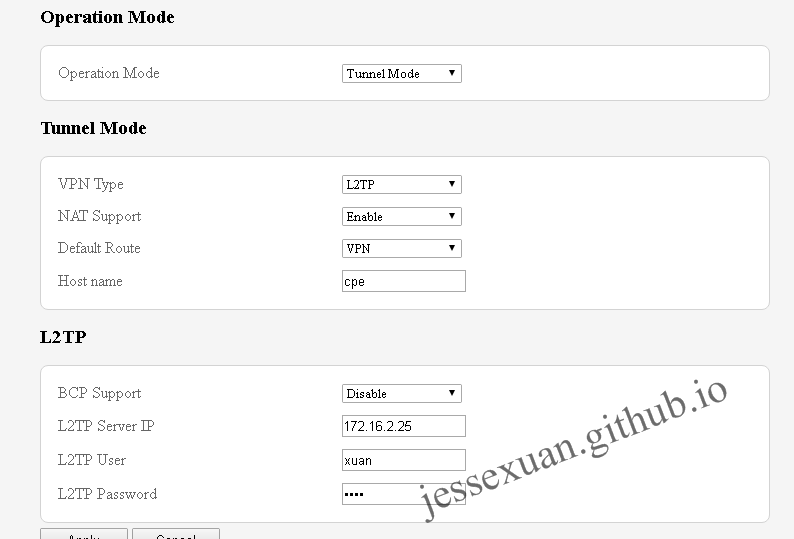 Operation Mode
Operation Mode Tunnel Mode
Tunnel Mode
VPN Type L2TP
NAT Support Enable
Default Route VPN
Host name cpe
L2TP
BCP Support Disable
L2TP Server IP 172.16.2.25
L2TP User xuan
L2TP Password ••••
jessexuan.github.io
Apply Cancel